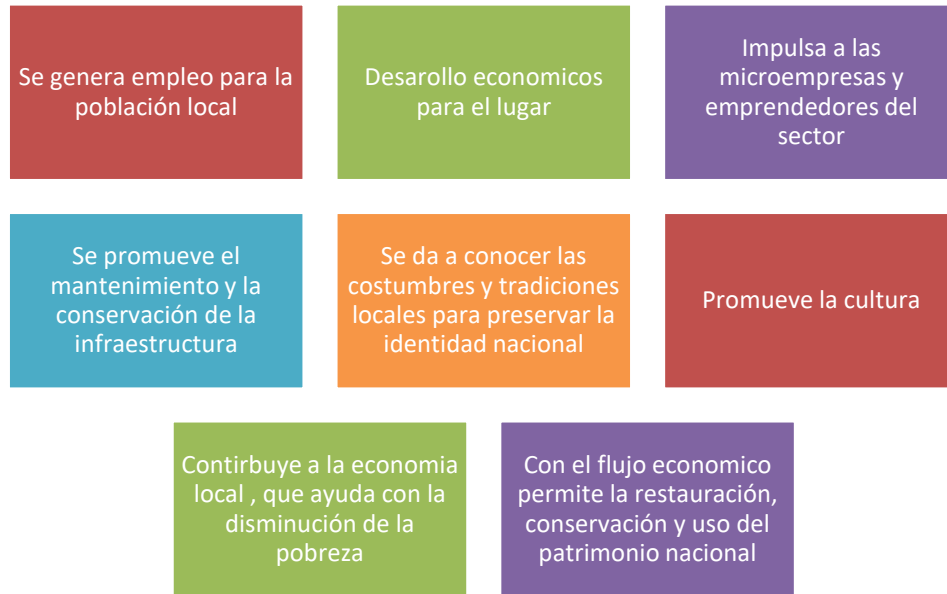 Se genera empleo para la
población local
Desarollo economicos
para el lugar
Impulsa a las
microempresas y
emprendedores del
sector
Se promueve el
mantenimiento y la
conservación de la
infraestructura
Se da a conocer las
costumbres y tradiciones
locales para preservar la
identidad nacional
Promueve la cultura
Contirbuye a la economia
local , que ayuda con la
disminución de la
pobreza
Con el flujo economico
permite la restauración,
conservación y uso del
patrimonio nacional